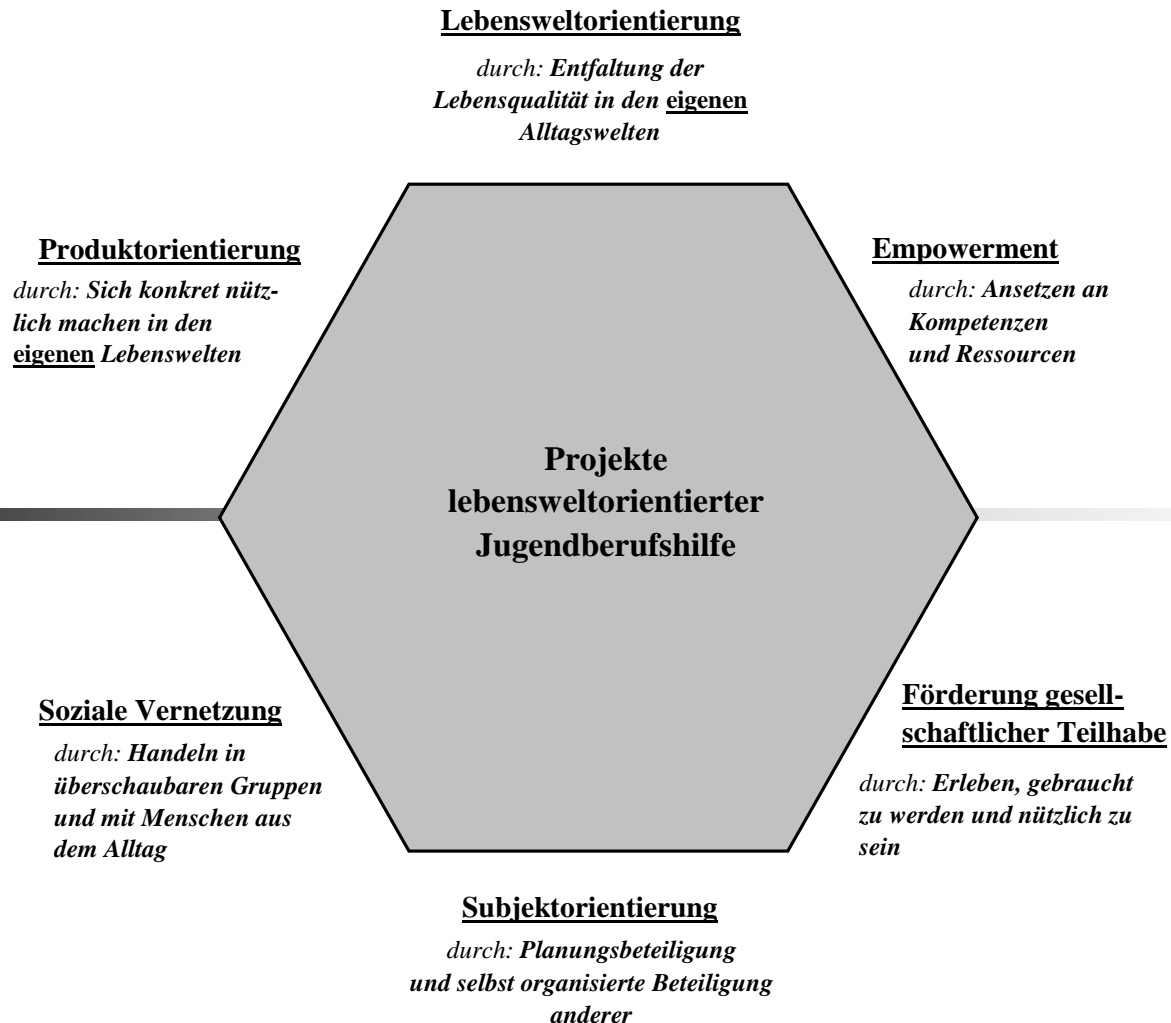 Lebensweltorientierung
durch: Entfaltung der
Lebensqualität in den eigenen
Alltagswelten
Produktorientierung
durch: Sich konkret nütz-
lich machen in den
eigenen Lebenswelten
Empowerment
durch: Ansetzen an
Kompetenzen
und Ressourcen
Projekte
lebensweltorientierter
Jugendberufshilfe
Soziale Vernetzung
durch: Handeln in
überschaubaren Gruppen
und mit Menschen aus
dem Alltag
Förderung gesell-
schaftlicher Teilhabe
durch: Erleben, gebraucht
zu werden und nützlich zu
sein
Subjektorientierung
durch: Planungsbeteiligung
und selbst organisierte Beteiligung
anderer